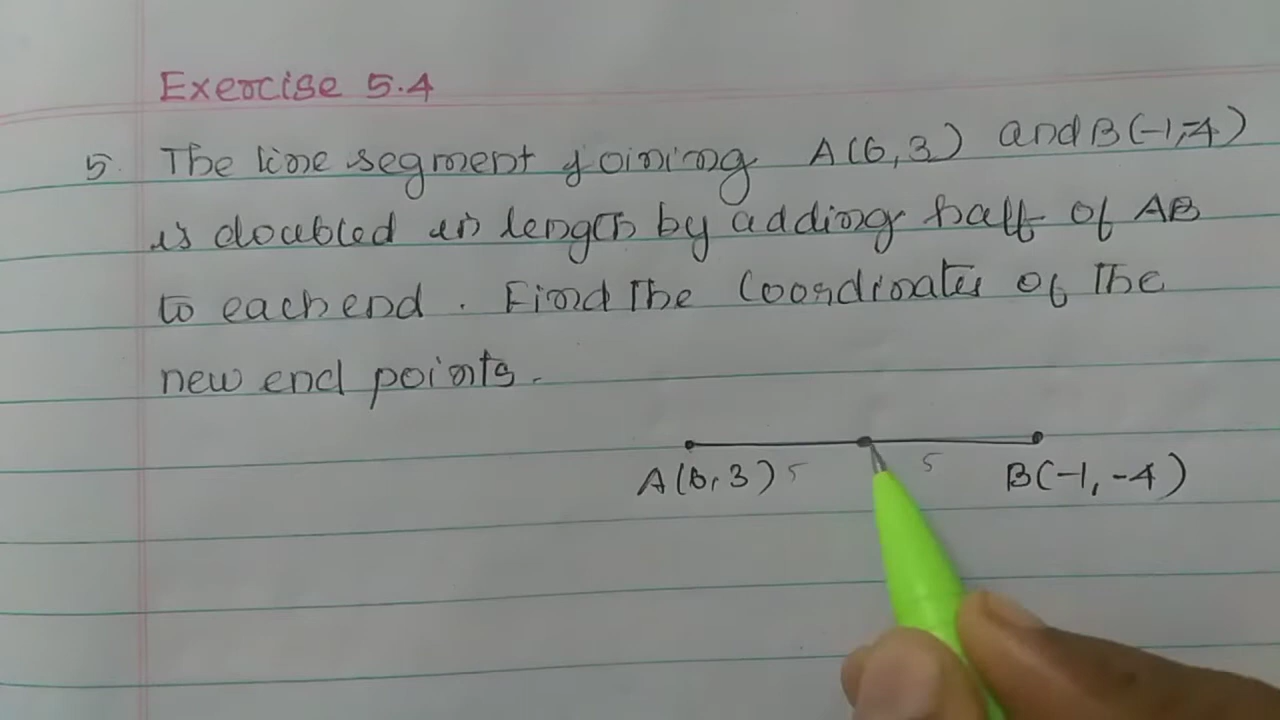 Exercise 5.4
5. The line segment joining A(6,3) and B(-1,-4)
is doubled in length by adding half of AB
to each end. Find The Coordinates of The
new end points.
A(6,3) 5 5 B(-1,-4)